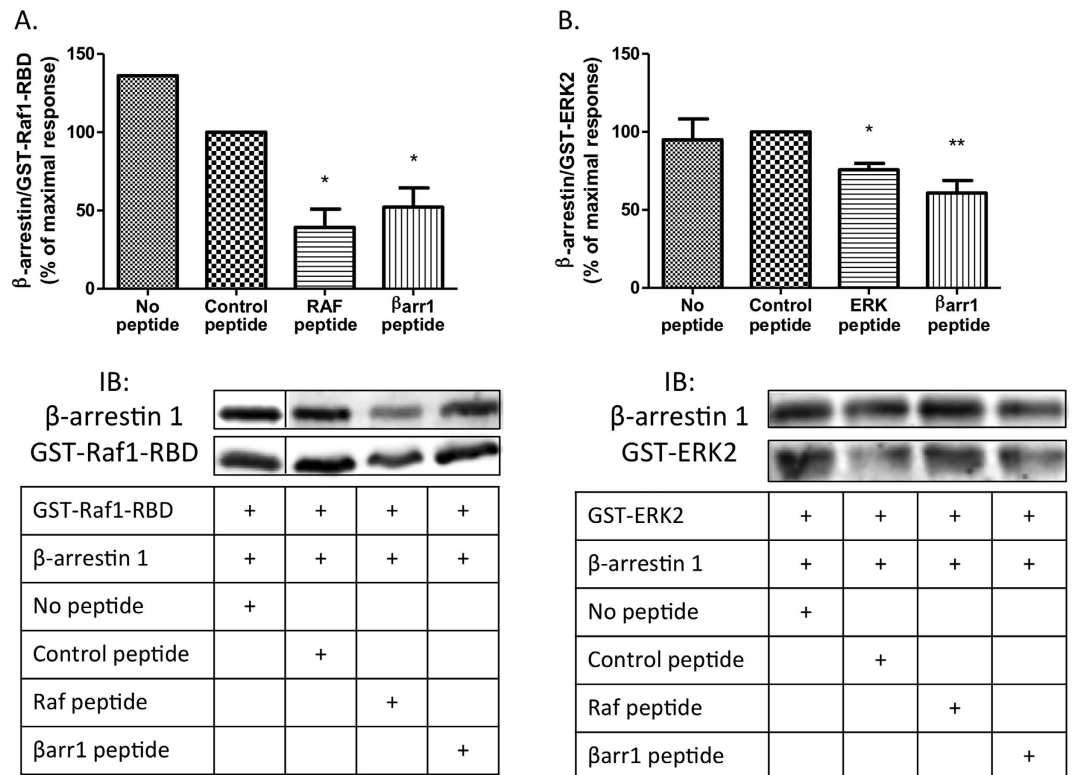 A.
β-arrestin/GST-Raf1-RBD
(% of maximal response)
150
100
50
0
*
*
No peptide
Control peptide
RAF peptide
βarr1 peptide
IB:
β-arrestin 1
GST-Raf1-RBD
GST-Raf1-RBD + + + +
β-arrestin 1 + + + +
No peptide +
Control peptide +
Raf peptide +
βarr1 peptide +
B.
β-arrestin/GST-ERK2
(% of maximal response)
150
100
50
0
*
**
No peptide
Control peptide
ERK peptide
βarr1 peptide
IB:
β-arrestin 1
GST-ERK2
GST-ERK2 + + + +
β-arrestin 1 + + + +
No peptide +
Control peptide +
Raf peptide +
βarr1 peptide +